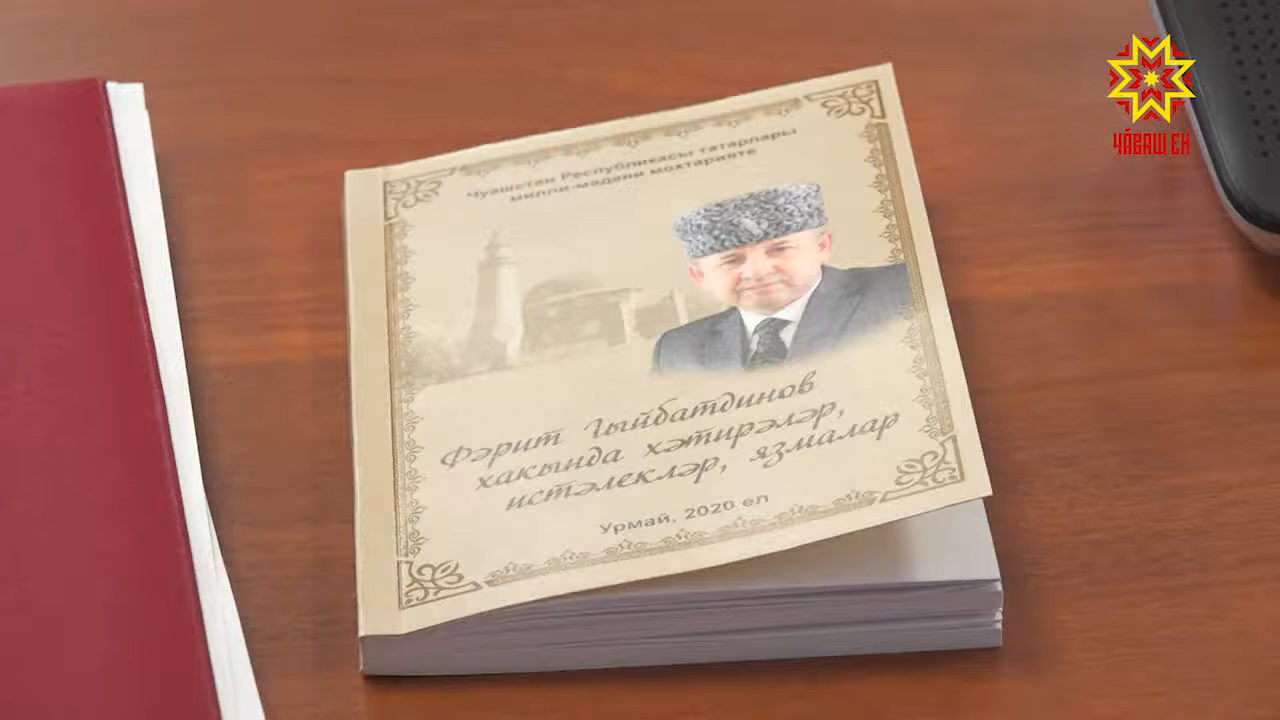 Чуашстан Республикасы татарлары
милли-мәдәни мохтарияте
Фәрит Гыйбатдинов
хакында хәтирәләр,
истәлекләр, язмалар
Урмай, 2020 ел
ЧӐВАШ ЕН